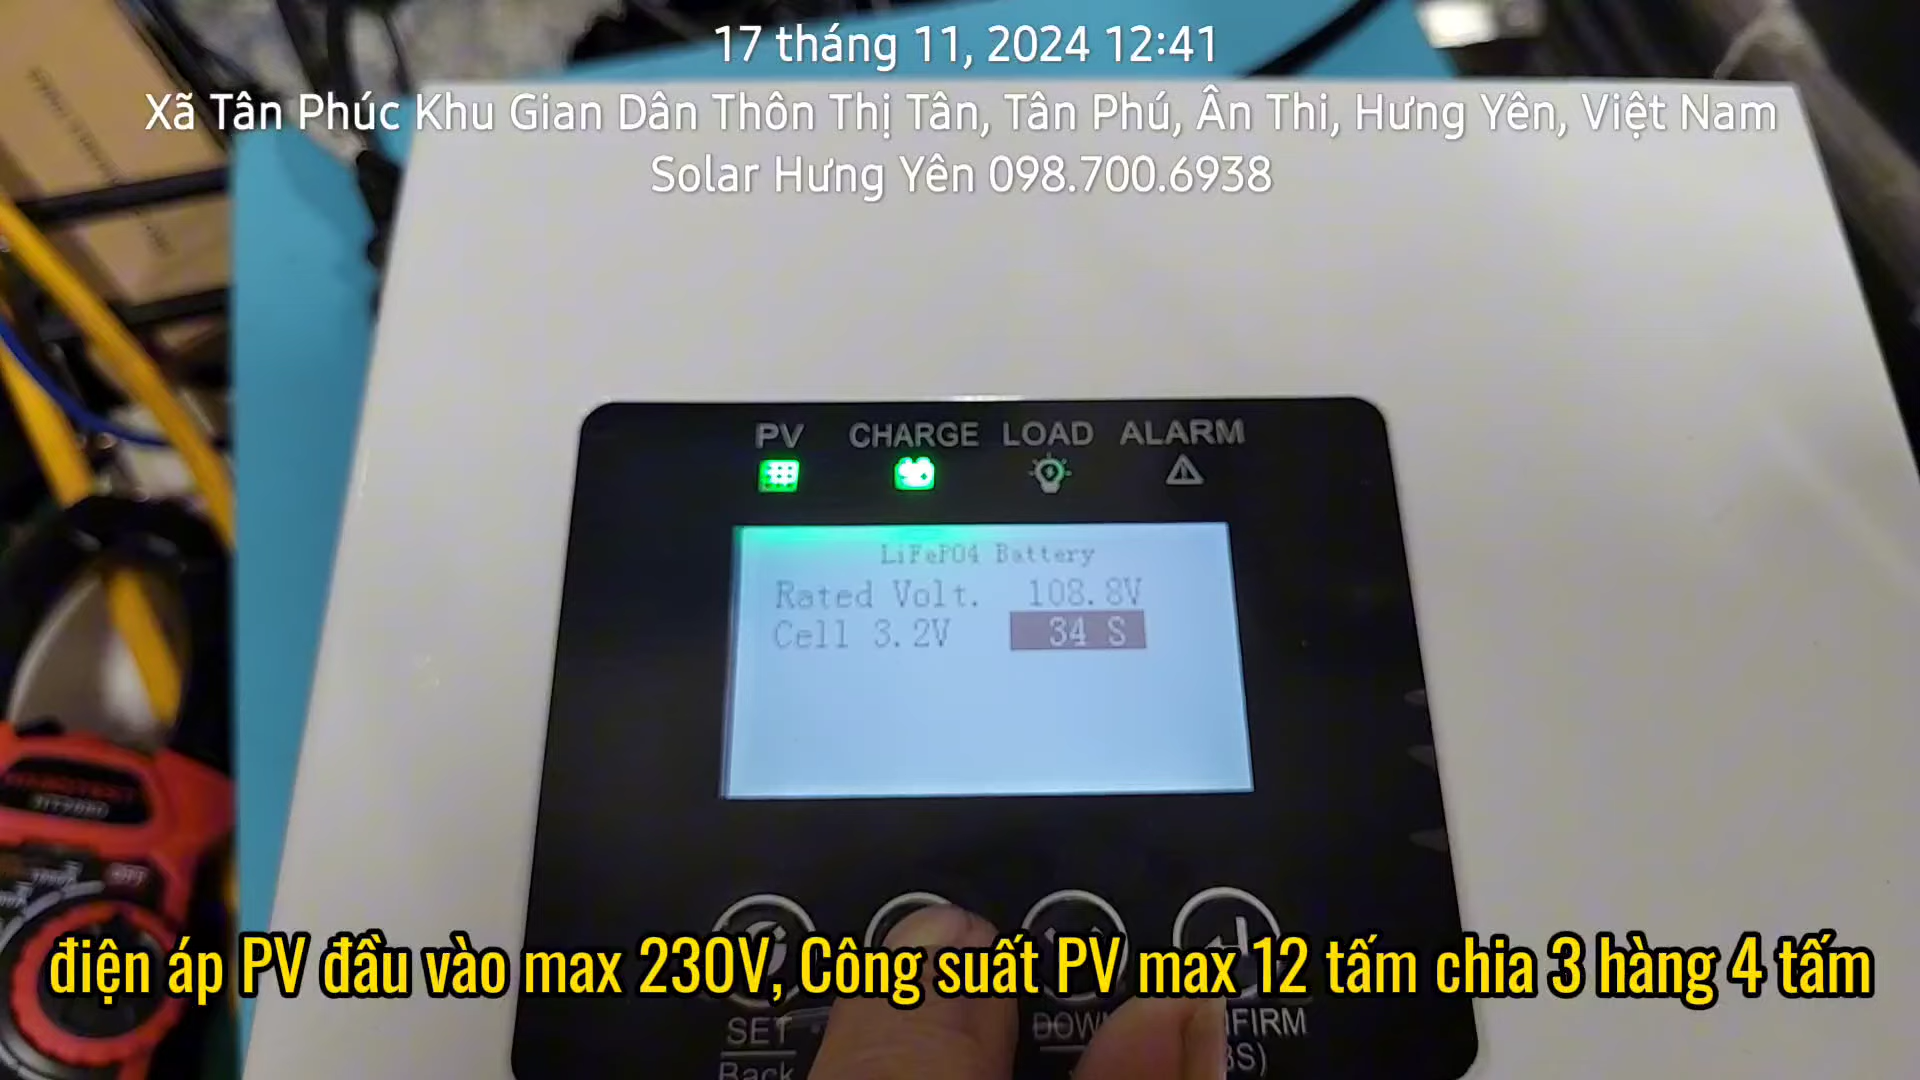 17 tháng 11, 2024 12:41
Xã Tân Phúc Khu Gian Dân Thôn Thị Tân, Tân Phú, Ân Thi, Hưng Yên, Việt Nam
Solar Hưng Yên 098.700.6938
PV CHARGE LOAD ALARM
LiFePO4 Battery
Rated Volt. 108.8V
Cell 3.2V 34 S
điện áp PV đầu vào max 230V, Công suất PV max 12 tấm chia 3 hàng 4 tấm
SET
Back